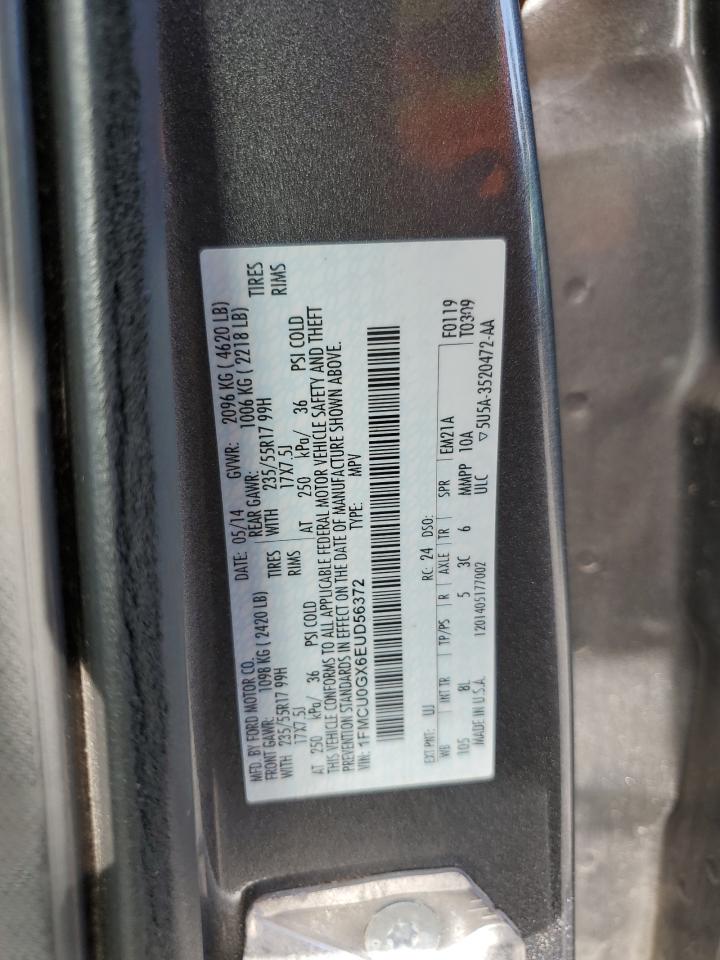 MFD. BY FORD MOTOR CO. DATE: 05/14 GVWR: 2096 KG ( 4620 LB)
FRONT GAWR: 1098 KG ( 2420 LB) REAR GAWR: 1006 KG ( 2218 LB)
WITH 235/55R17 99H TIRES WITH 235/55R17 99H TIRES
17X7.5J RIMS 17X7.5J RIMS
AT 250 kPa/ 36 PSI COLD AT 250 kPa/ 36 PSI COLD
THIS VEHICLE CONFORMS TO ALL APPLICABLE FEDERAL MOTOR VEHICLE SAFETY AND THEFT
PREVENTION STANDARDS IN EFFECT ON THE DATE OF MANUFACTURE SHOWN ABOVE.
VIN: 1FMCU0GX6EUD56372 TYPE: MPV
EXT PNT: UJ RC: 24 DSO: F0119
WB INT TR TP/PS R AXLE TR SPR EM21A T0309
105 8L 5 3C 6 MMPP 10A
MADE IN U.S.A. 1201405177002 ULC ▽5U5A-3520472-AA